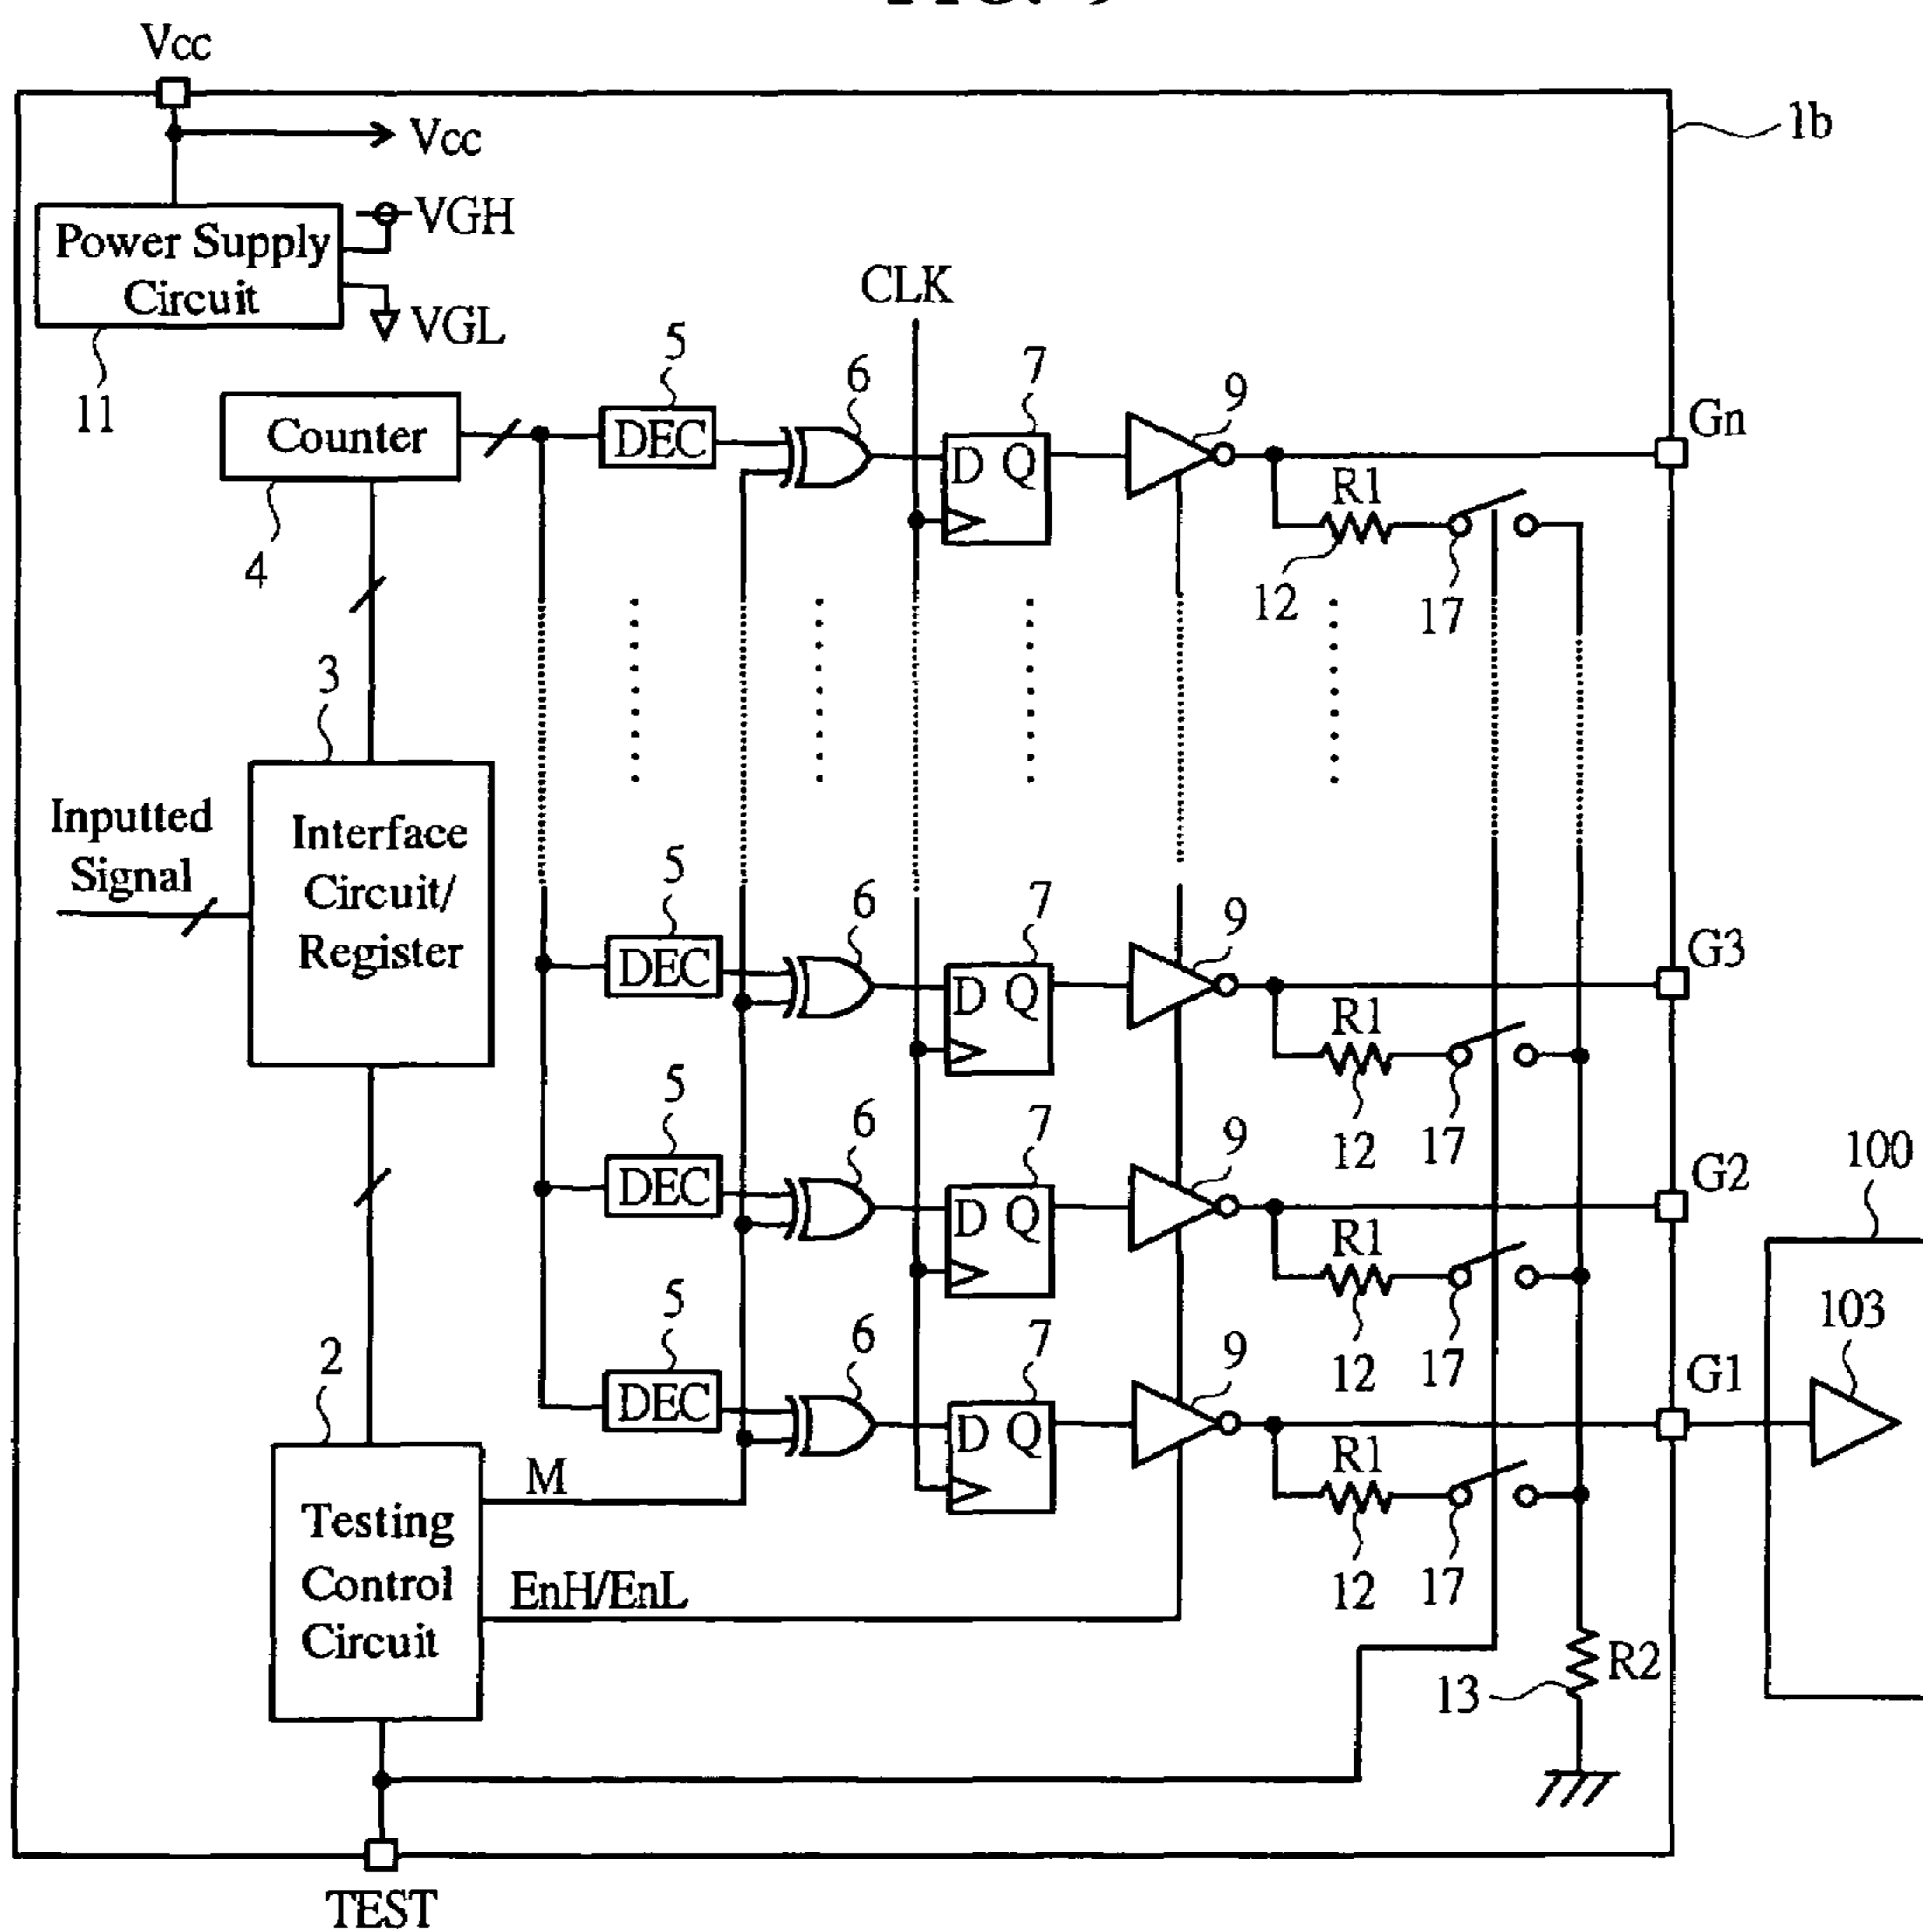 Vcc
1b
Vcc
VGH
Power Supply
Circuit
VGL
CLK
11
5
6
7
9
Gn
Counter
DEC
D Q
R1
4
12
17
3
Inputted
Signal
Interface
Circuit/
Register
5
6
7
9
G3
DEC
D Q
R1
12
17
5
6
7
9
G2
100
DEC
D Q
R1
12
17
103
5
6
7
9
G1
DEC
D Q
R1
12
17
2
M
Testing
Control
Circuit
EnH/EnL
R2
13
TEST